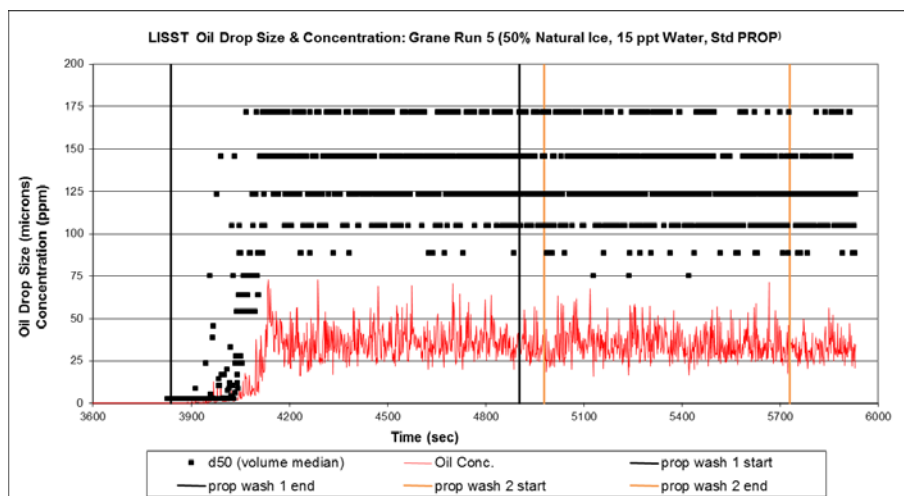 LISST Oil Drop Size & Concentration: Grane Run 5 (50% Natural Ice, 15 ppt Water, Std PROP)
200
175
150
125
100
75
50
25
0
Oil Drop Size (microns)
Concentration (ppm)
3600 3900 4200 4500 4800 5100 5400 5700 6000
Time (sec)
d50 (volume median) Oil Conc. prop wash 1 start
prop wash 1 end prop wash 2 start prop wash 2 end